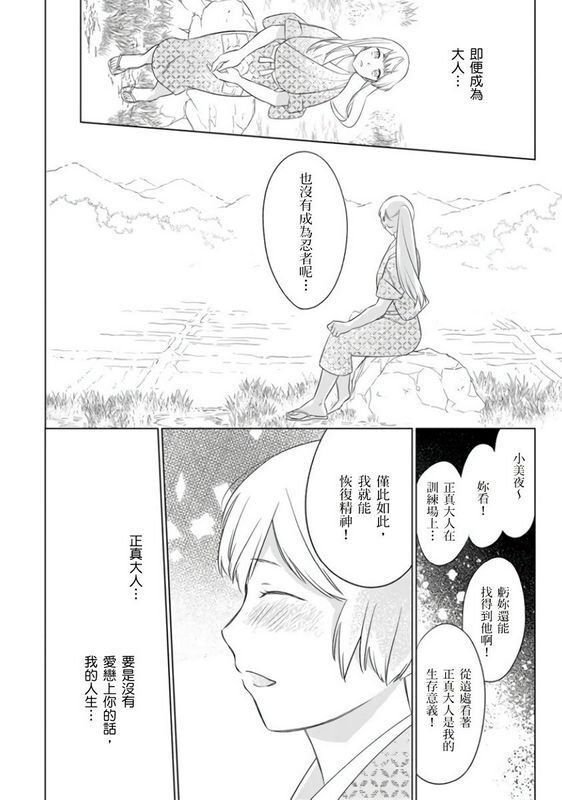 即便成為
大人…
也沒有成為忍者呢…
小美夜～
妳看！
正真大人在
訓練場上…
虧妳還能
找得到他啊！
從遠處看著
正真大人是我的
生存意義！
僅此如此，
我就能
恢復精神！
正真大人…
要是沒有
愛戀上你的話，
我的人生…